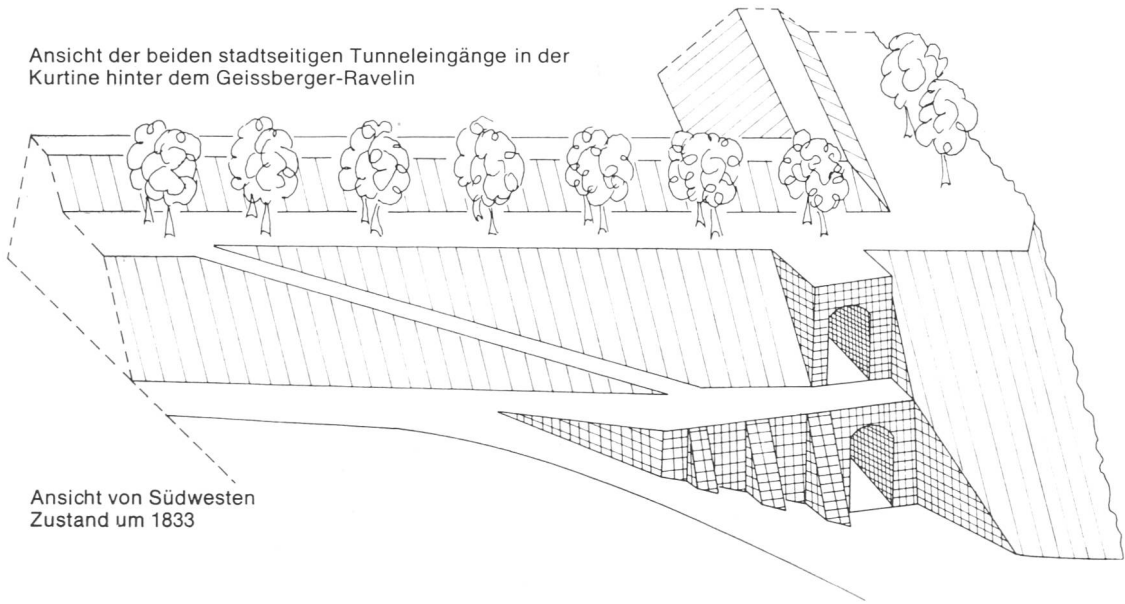 Ansicht der beiden stadtseitigen Tunneleingänge in der
Kurtine hinter dem Geissberger-Ravelin
Ansicht von Südwesten
Zustand um 1833